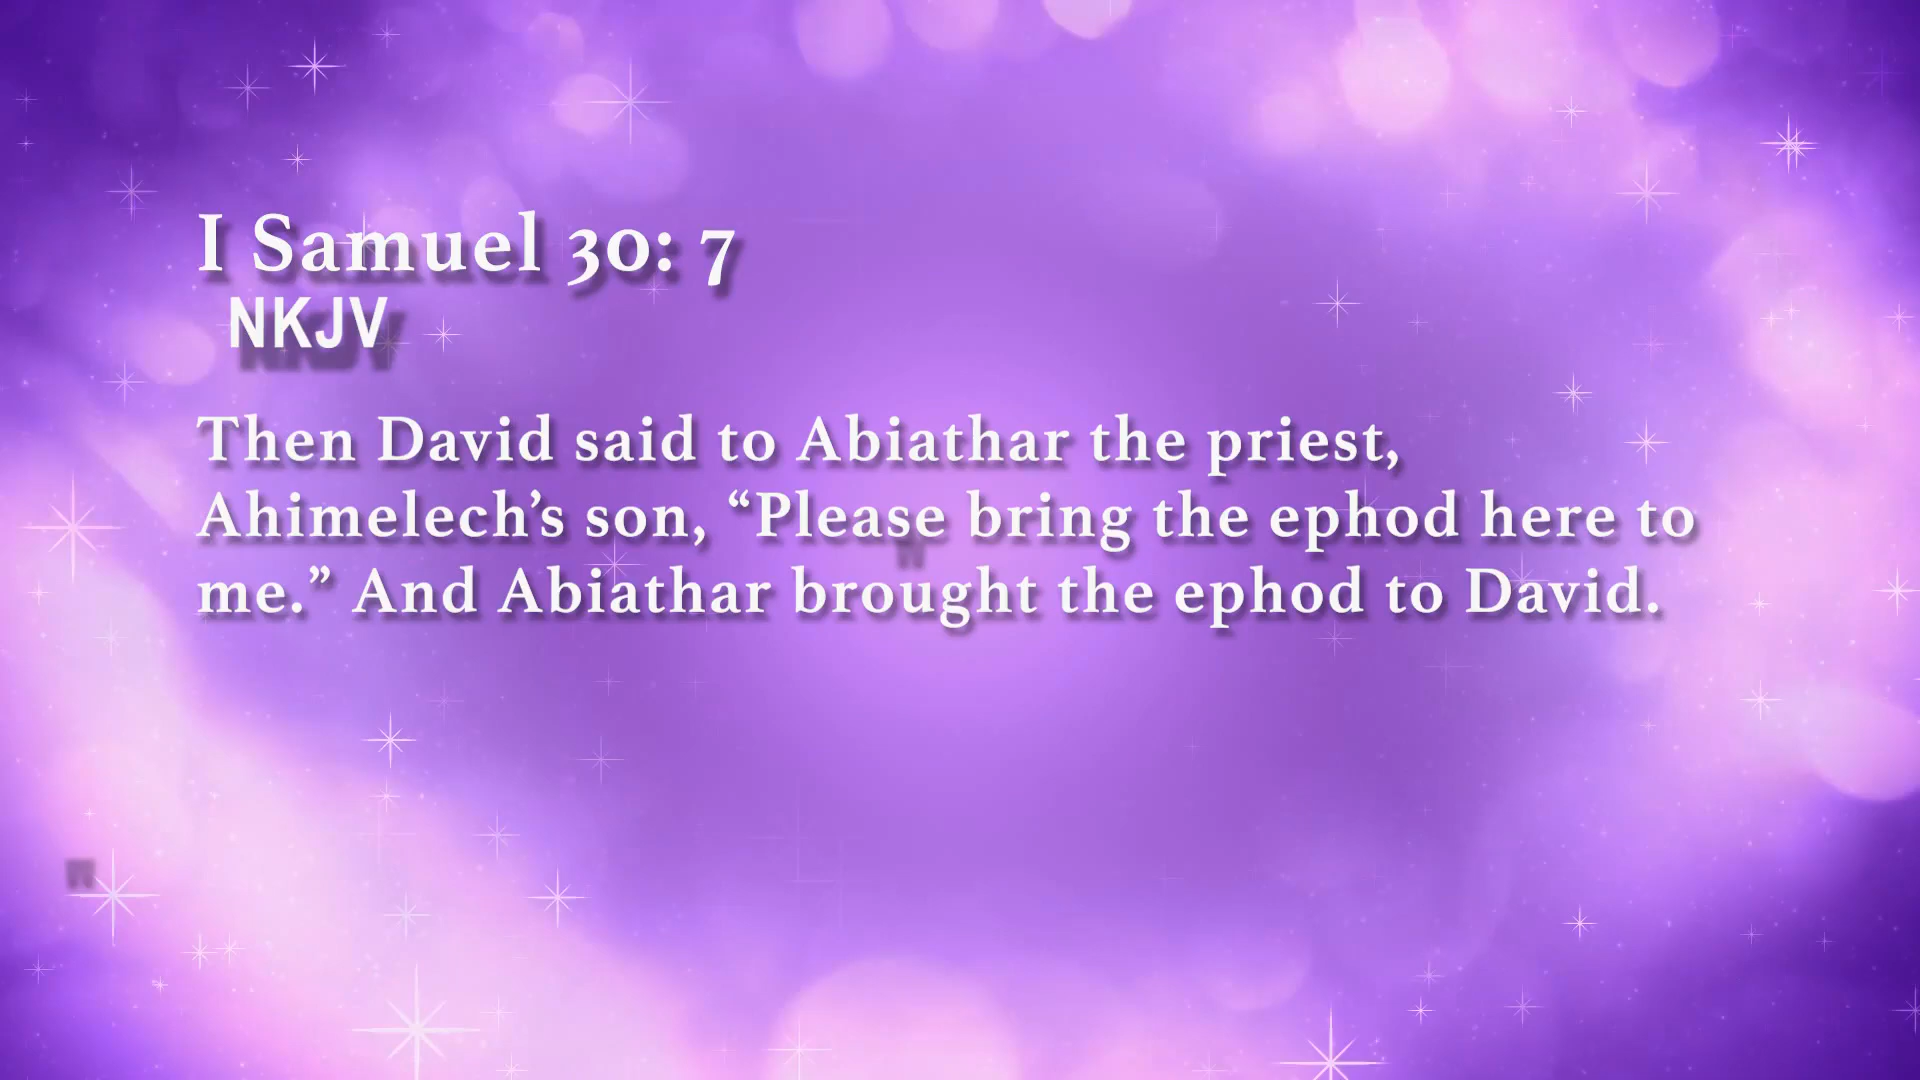 I Samuel 30: 7
NKJV
Then David said to Abiathar the priest,
Ahimelech’s son, “Please bring the ephod here to
me.” And Abiathar brought the ephod to David.